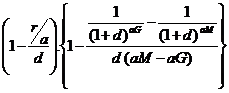 (1 - r/a / d) · {1 - (1/(1+d)^aG - 1/(1+d)^aM) / d (aM - aG)}